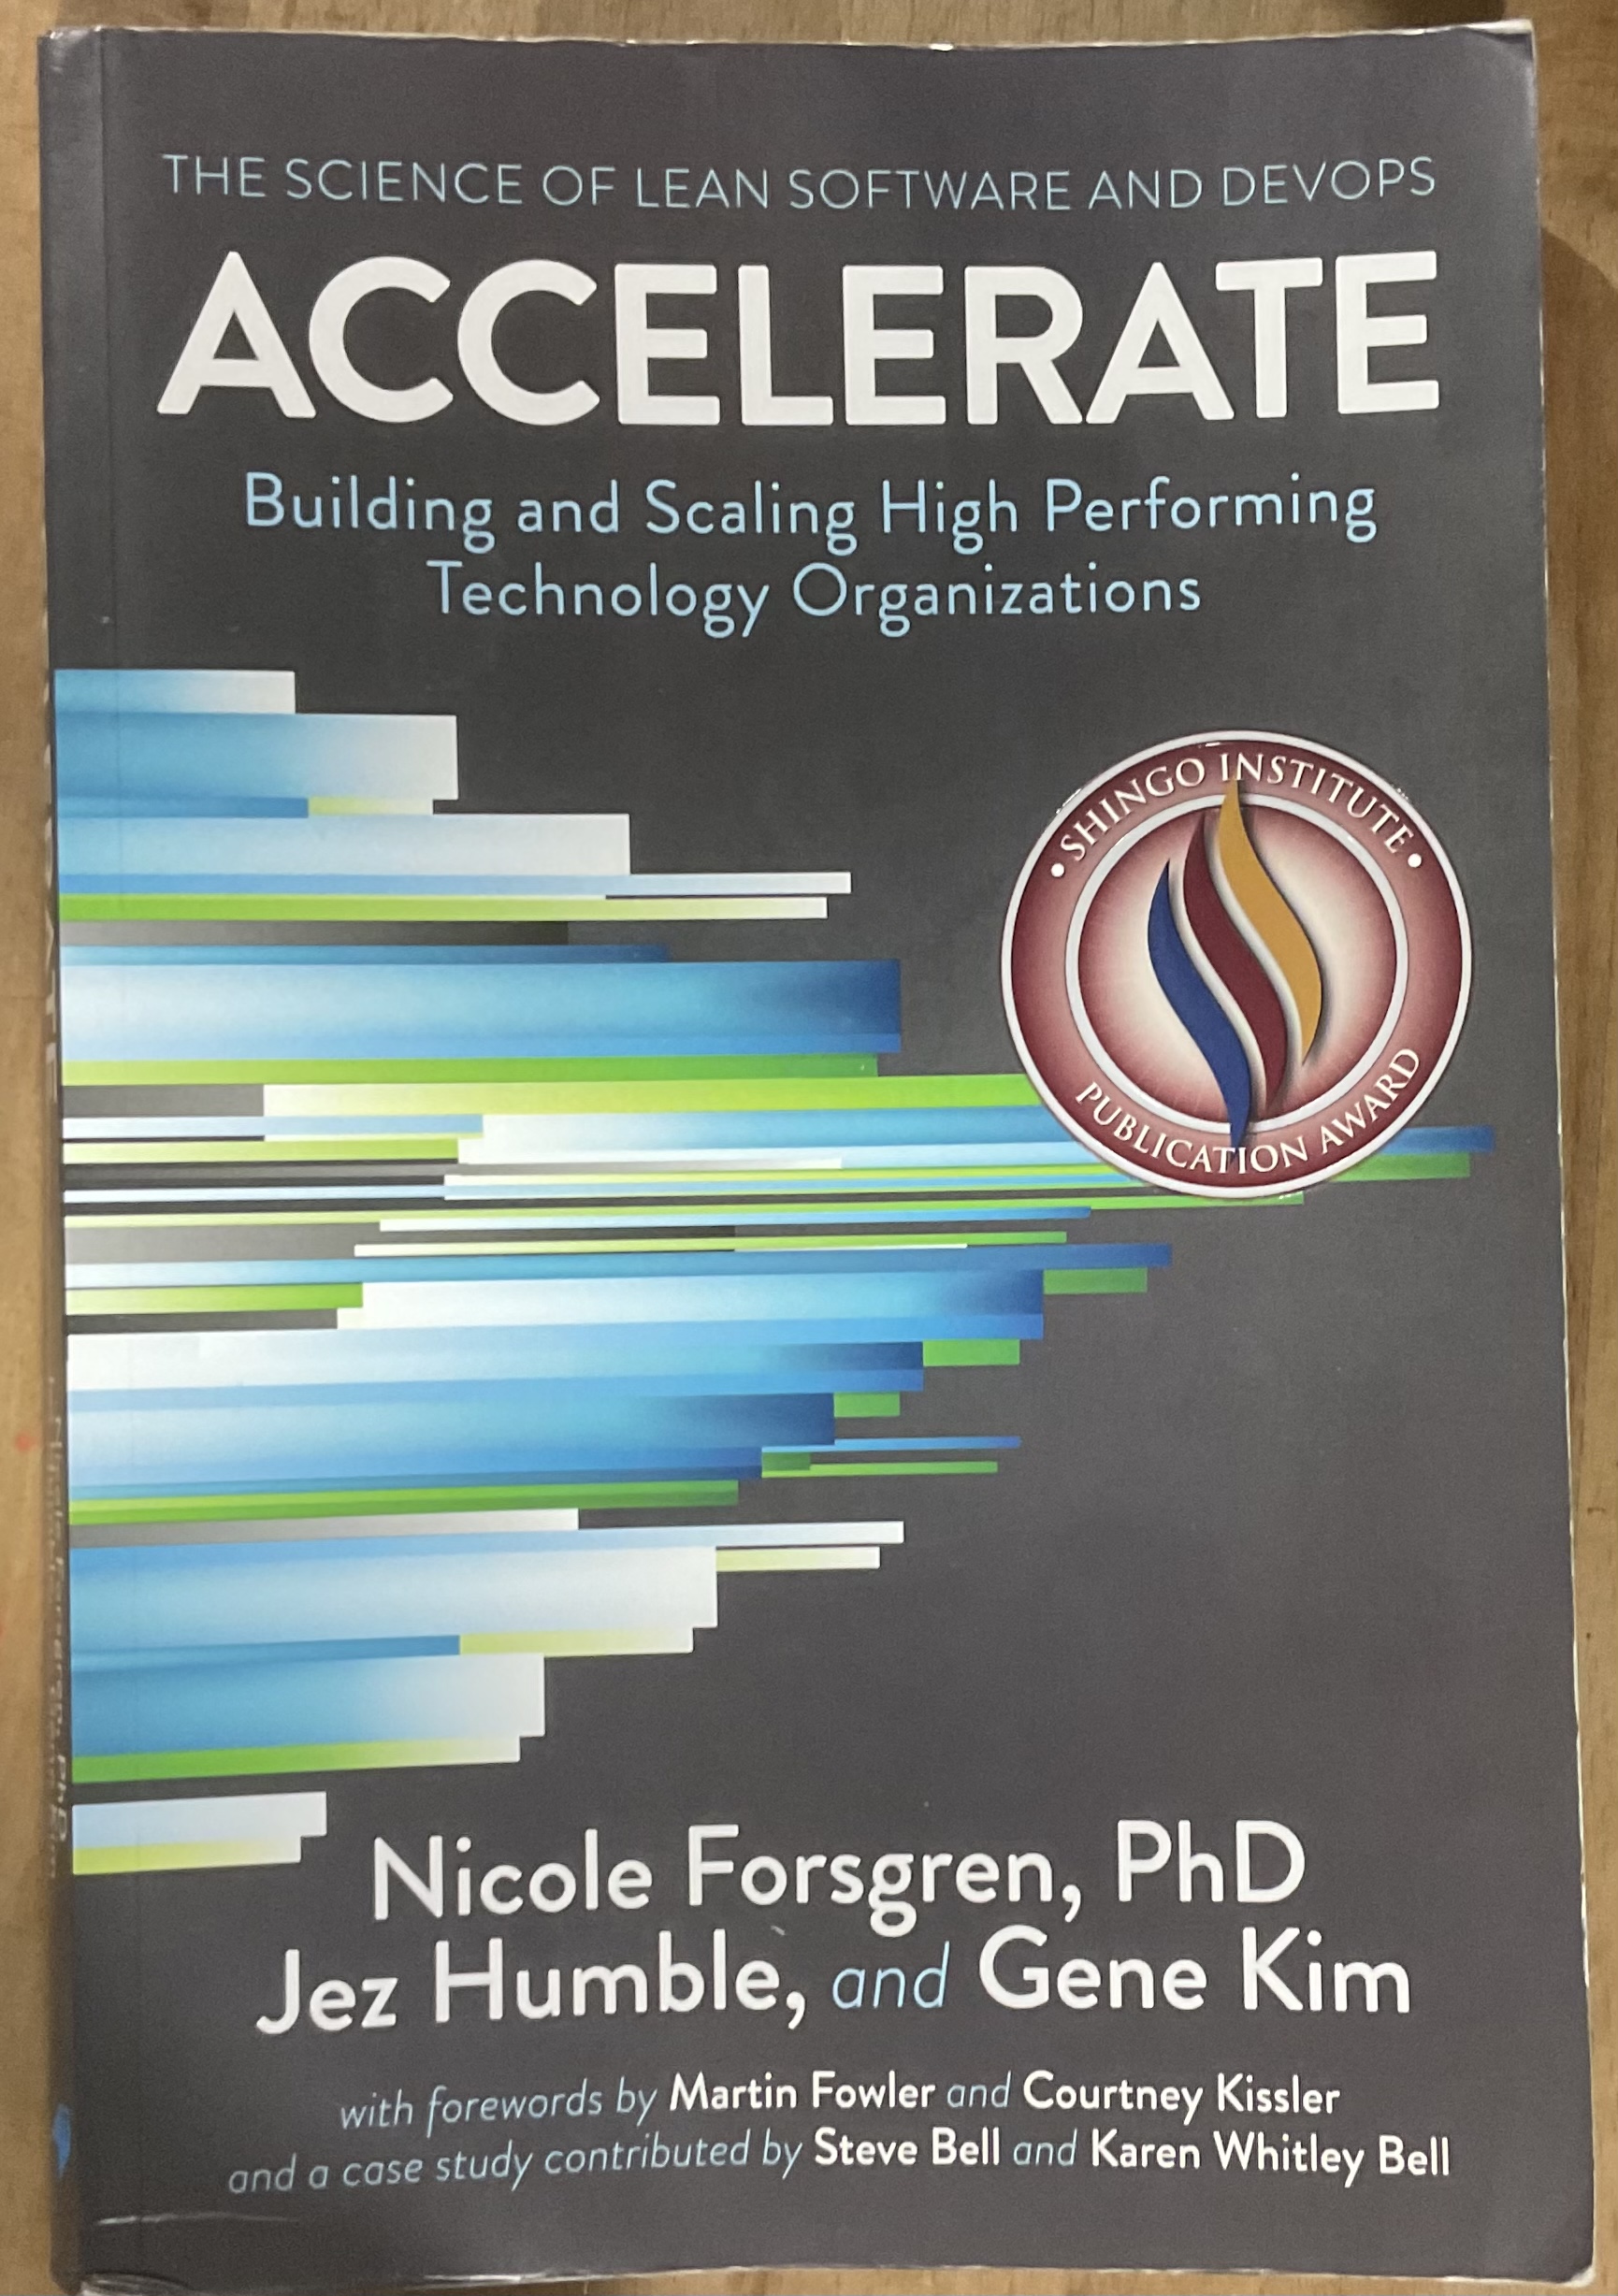 THE SCIENCE OF LEAN SOFTWARE AND DEVOPS
ACCELERATE
Building and Scaling High Performing
Technology Organizations
• SHINGO INSTITUTE •
PUBLICATION AWARD
Nicole Forsgren, PhD
Jez Humble, and Gene Kim
with forewords by Martin Fowler and Courtney Kissler
and a case study contributed by Steve Bell and Karen Whitley Bell